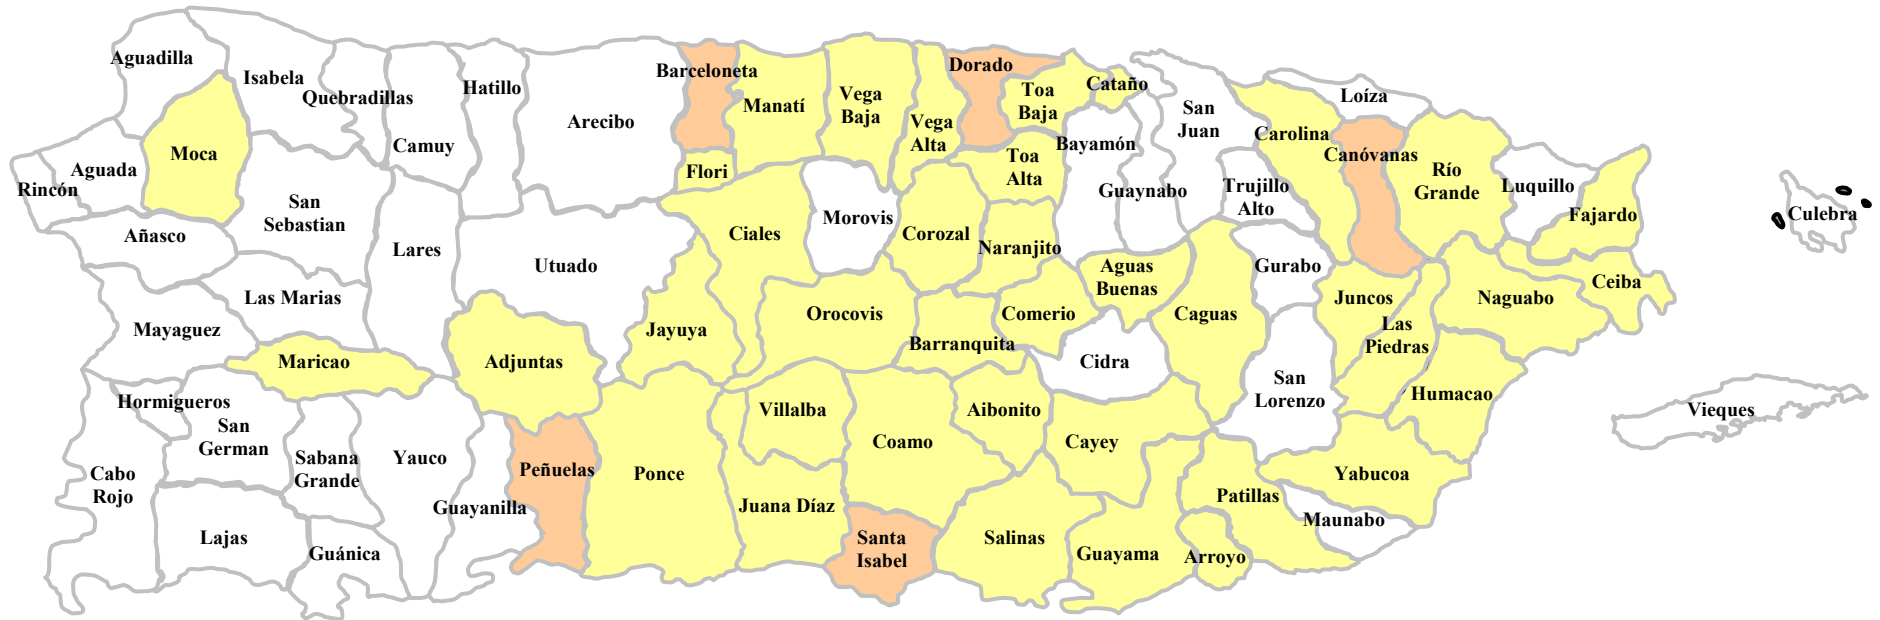 Aguadilla
Isabela
Quebradillas
Hatillo
Camuy
Arecibo
Barceloneta
Manatí
Vega
Baja
Vega
Alta
Dorado
Toa
Baja
Cataño
San
Juan
Loíza
Carolina
Canóvanas
Río
Grande
Luquillo
Fajardo
Culebra
Moca
Aguada
Rincón
Añasco
San
Sebastian
Lares
Utuado
Flori
Ciales
Morovis
Corozal
Toa
Alta
Naranjito
Bayamón
Guaynabo
Trujillo
Alto
Gurabo
Aguas
Buenas
Caguas
Juncos
Las
Piedras
Naguabo
Ceiba
Las Marias
Mayaguez
Maricao
Adjuntas
Jayuya
Orocovis
Barranquita
Comerio
Cidra
San
Lorenzo
Humacao
Vieques
Hormigueros
San
German
Cabo
Rojo
Sabana
Grande
Yauco
Guayanilla
Peñuelas
Ponce
Villalba
Juana Díaz
Coamo
Aibonito
Cayey
Yabucoa
Patillas
Maunabo
Lajas
Guánica
Santa
Isabel
Salinas
Guayama
Arroyo